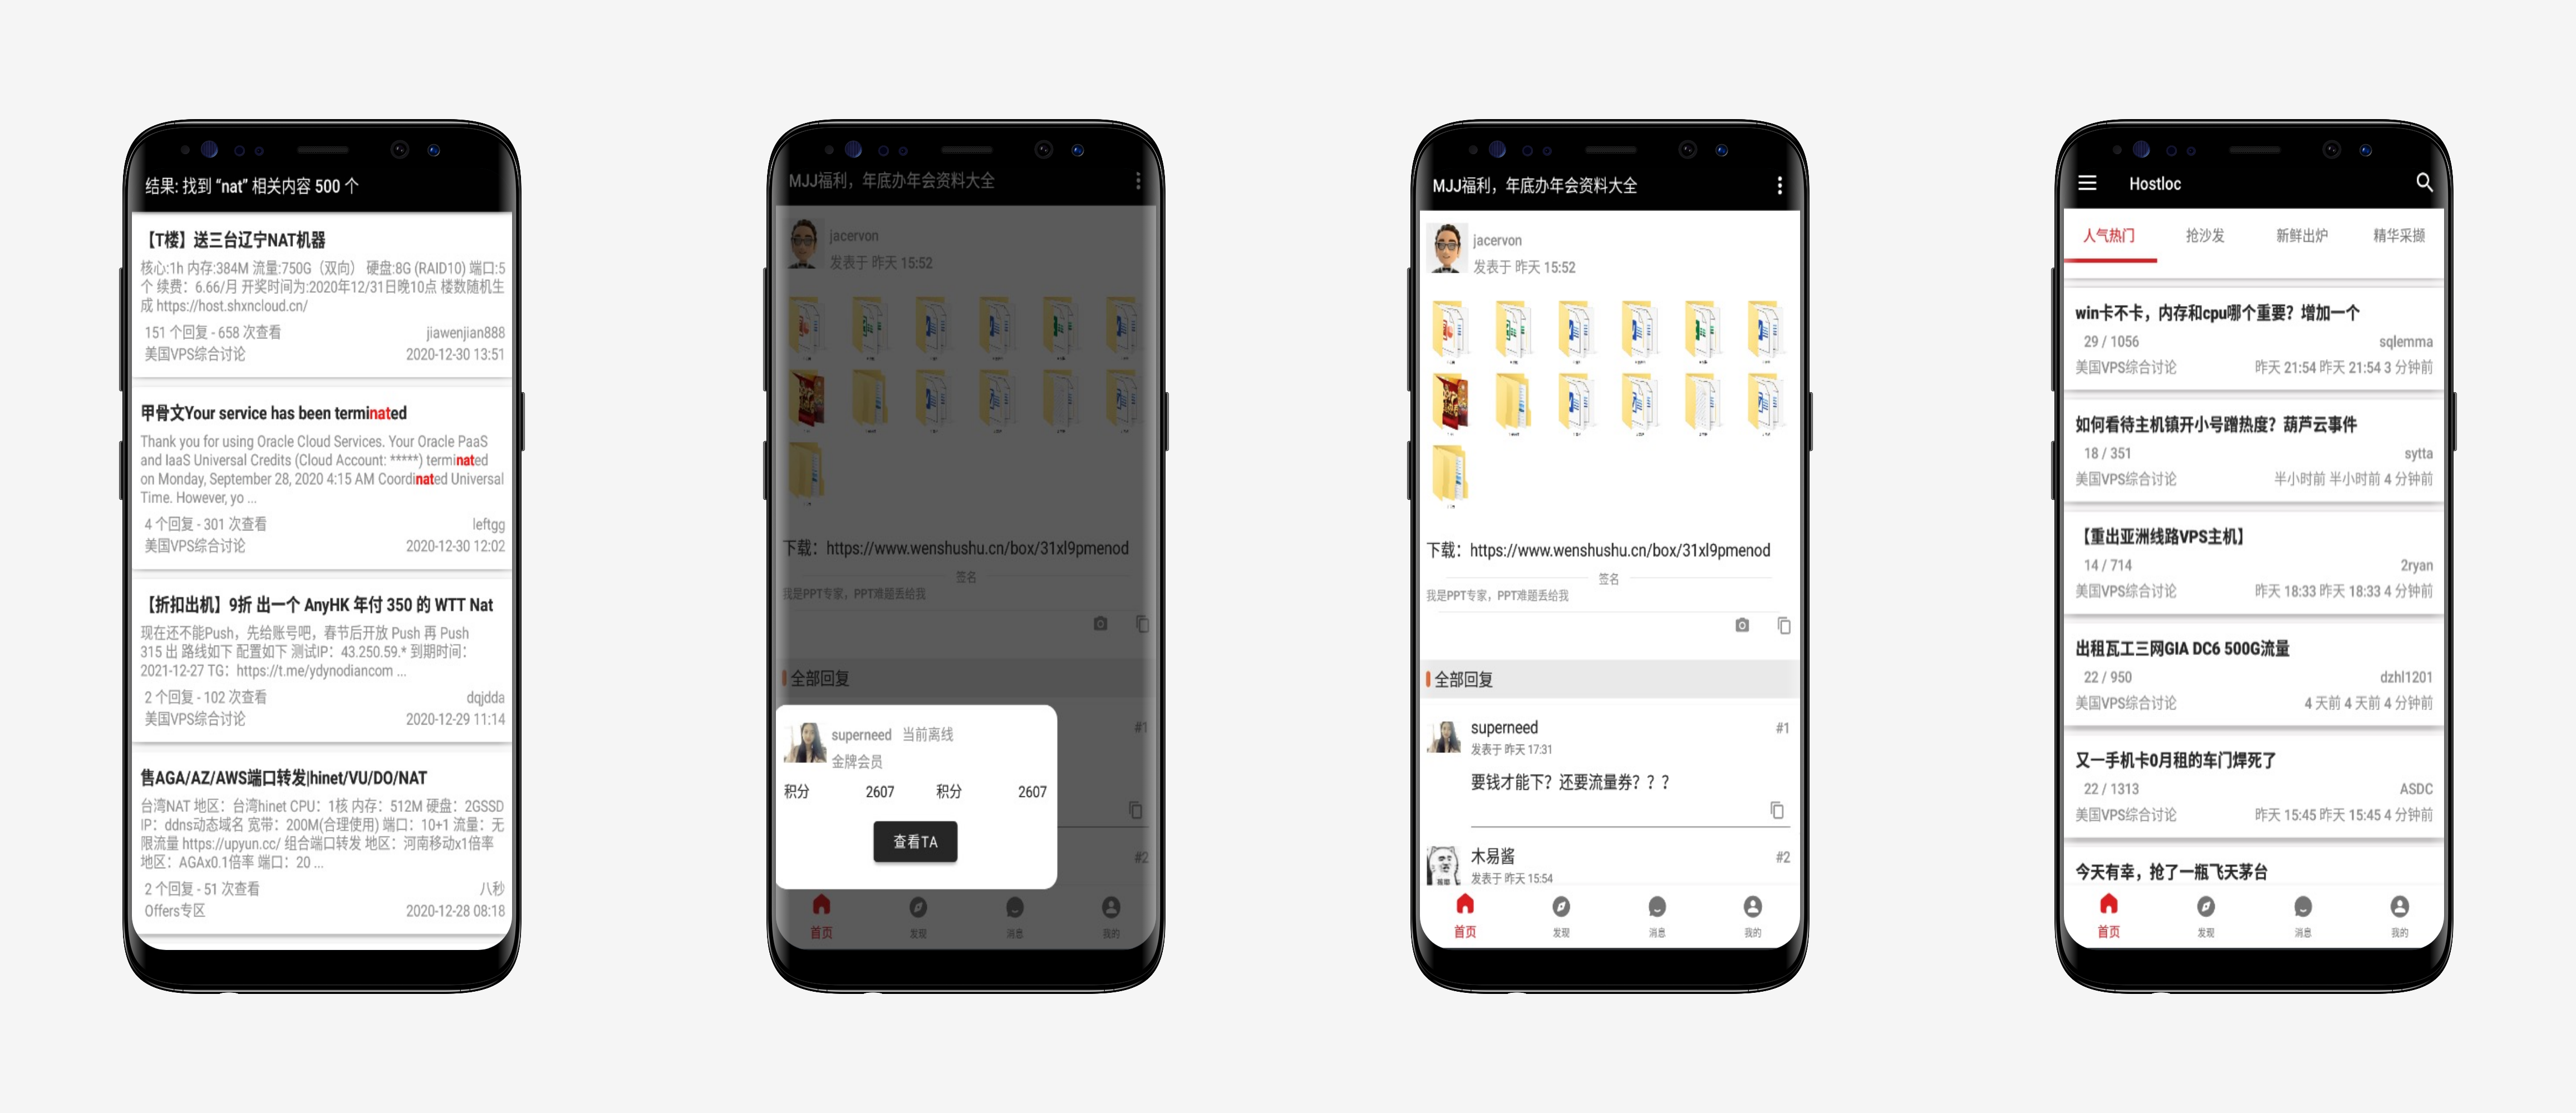 结果: 找到 “nat” 相关内容 500 个
【T楼】送三台辽宁NAT机器
核心:1h 内存:384M 流量:750G（双向） 硬盘:8G (RAID10) 端口:5
个 续费：6.66/月 开奖时间为:2020年12/31日晚10点 楼数随机生
成 https://host.shxncloud.cn/
151 个回复 - 658 次查看
jiawenjian888
美国VPS综合讨论
2020-12-30 13:51
甲骨文Your service has been terminated
Thank you for using Oracle Cloud Services. Your Oracle PaaS
and IaaS Universal Credits (Cloud Account: *****) terminated
on Monday, September 28, 2020 4:15 AM Coordinated Universal
Time. However, yo ...
4 个回复 - 301 次查看
leftgg
美国VPS综合讨论
2020-12-30 12:02
【折扣出机】9折 出一个 AnyHK 年付 350 的 WTT Nat
现在还不能Push，先给账号吧，春节后开放 Push 再 Push
315 出 路线如下 配置如下 测试IP：43.250.59.* 到期时间：
2021-12-27 TG：https://t.me/ydynodiancom ...
2 个回复 - 102 次查看
dqjdda
美国VPS综合讨论
2020-12-29 11:14
售AGA/AZ/AWS端口转发|hinet/VU/DO/NAT
台湾NAT 地区：台湾hinet CPU：1核 内存：512M 硬盘：2GSSD
IP：ddns动态域名 宽带：200M(合理使用) 端口：10+1 流量：无
限流量 https://upyun.cc/ 组合端口转发 地区：河南移动x1倍率
地区：AGAx0.1倍率 端口：20 ...
2 个回复 - 51 次查看
八秒
Offers专区
2020-12-28 08:18
MJJ福利，年底办年会资料大全
jacervon
发表于 昨天 15:52
下载：https://www.wenshushu.cn/box/31xl9pmenod
签名
我是PPT专家，PPT难题丢给我
全部回复
#1
superneed 当前离线
金牌会员
积分 2607 积分 2607
查看TA
#2
首页
发现
消息
我的
MJJ福利，年底办年会资料大全
jacervon
发表于 昨天 15:52
下载：https://www.wenshushu.cn/box/31xl9pmenod
签名
我是PPT专家，PPT难题丢给我
全部回复
superneed
#1
发表于 昨天 17:31
要钱才能下？还要流量券？？？
木易酱
#2
发表于 昨天 15:54
首页
发现
消息
我的
Hostloc
人气热门 抢沙发 新鲜出炉 精华采撷
win卡不卡，内存和cpu哪个重要？增加一个
29 / 1056
sqlemma
美国VPS综合讨论
昨天 21:54 昨天 21:54 3 分钟前
如何看待主机镇开小号蹭热度？葫芦云事件
18 / 351
sytta
美国VPS综合讨论
半小时前 半小时前 4 分钟前
【重出亚洲线路VPS主机】
14 / 714
2ryan
美国VPS综合讨论
昨天 18:33 昨天 18:33 4 分钟前
出租瓦工三网GIA DC6 500G流量
22 / 950
dzhl1201
美国VPS综合讨论
4 天前 4 天前 4 分钟前
又一手机卡0月租的车门焊死了
22 / 1313
ASDC
美国VPS综合讨论
昨天 15:45 昨天 15:45 4 分钟前
今天有幸，抢了一瓶飞天茅台
首页
发现
消息
我的